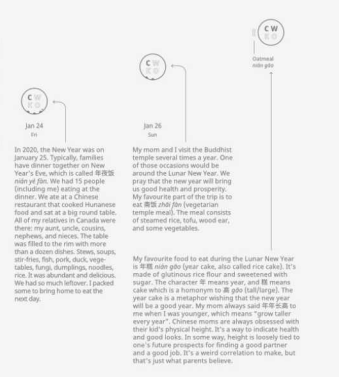 C W
K O
Oatmeal
nián gāo
C W
K O
C W
K O
Jan 24
Fri
In 2020, the New Year was on
January 25. Typically, families
have dinner together on New
Year's Eve, which is called 年夜饭
nián yè fàn. We had 15 people
(including me) eating at the
dinner. We ate at a Chinese
restaurant that cooked Hunanese
food and sat at a big round table.
All of my relatives in Canada were
there: my aunt, uncle, cousins,
nephews, and nieces. The table
was filled to the rim with more
than a dozen dishes. Stews, soups,
stir-fries, fish, pork, duck, vege-
tables, fungi, dumplings, noodles,
rice. It was abundant and delicious.
We had so much leftover. I packed
some to bring home to eat the
next day.
Jan 26
Sun
My mom and I visit the Buddhist
temple several times a year. One
of those occasions would be
around the Lunar New Year. We
pray that the new year will bring
us good health and prosperity.
My favourite part of the trip is to
eat 斋饭 zhāi fàn (vegetarian
temple meal). The meal consists
of steamed rice, tofu, wood ear,
and some vegetables.
My favourite food to eat during the Lunar New Year
is 年糕 nián gāo (year cake, also called rice cake). It's
made of glutinous rice flour and sweetened with
sugar. The character 年 means year, and 糕 means
cake which is a homonym to 高 gāo (tall/large). The
year cake is a metaphor wishing that the new year
will be a good year. My mom always said 年年长高 to
me when I was younger, which means "grow taller
every year". Chinese moms are always obsessed with
their kid's physical height. It's a way to indicate health
and good looks. In some way, height is loosely tied to
one's future prospects for finding a good partner
and a good job. It's a weird correlation to make, but
that's just what parents believe.